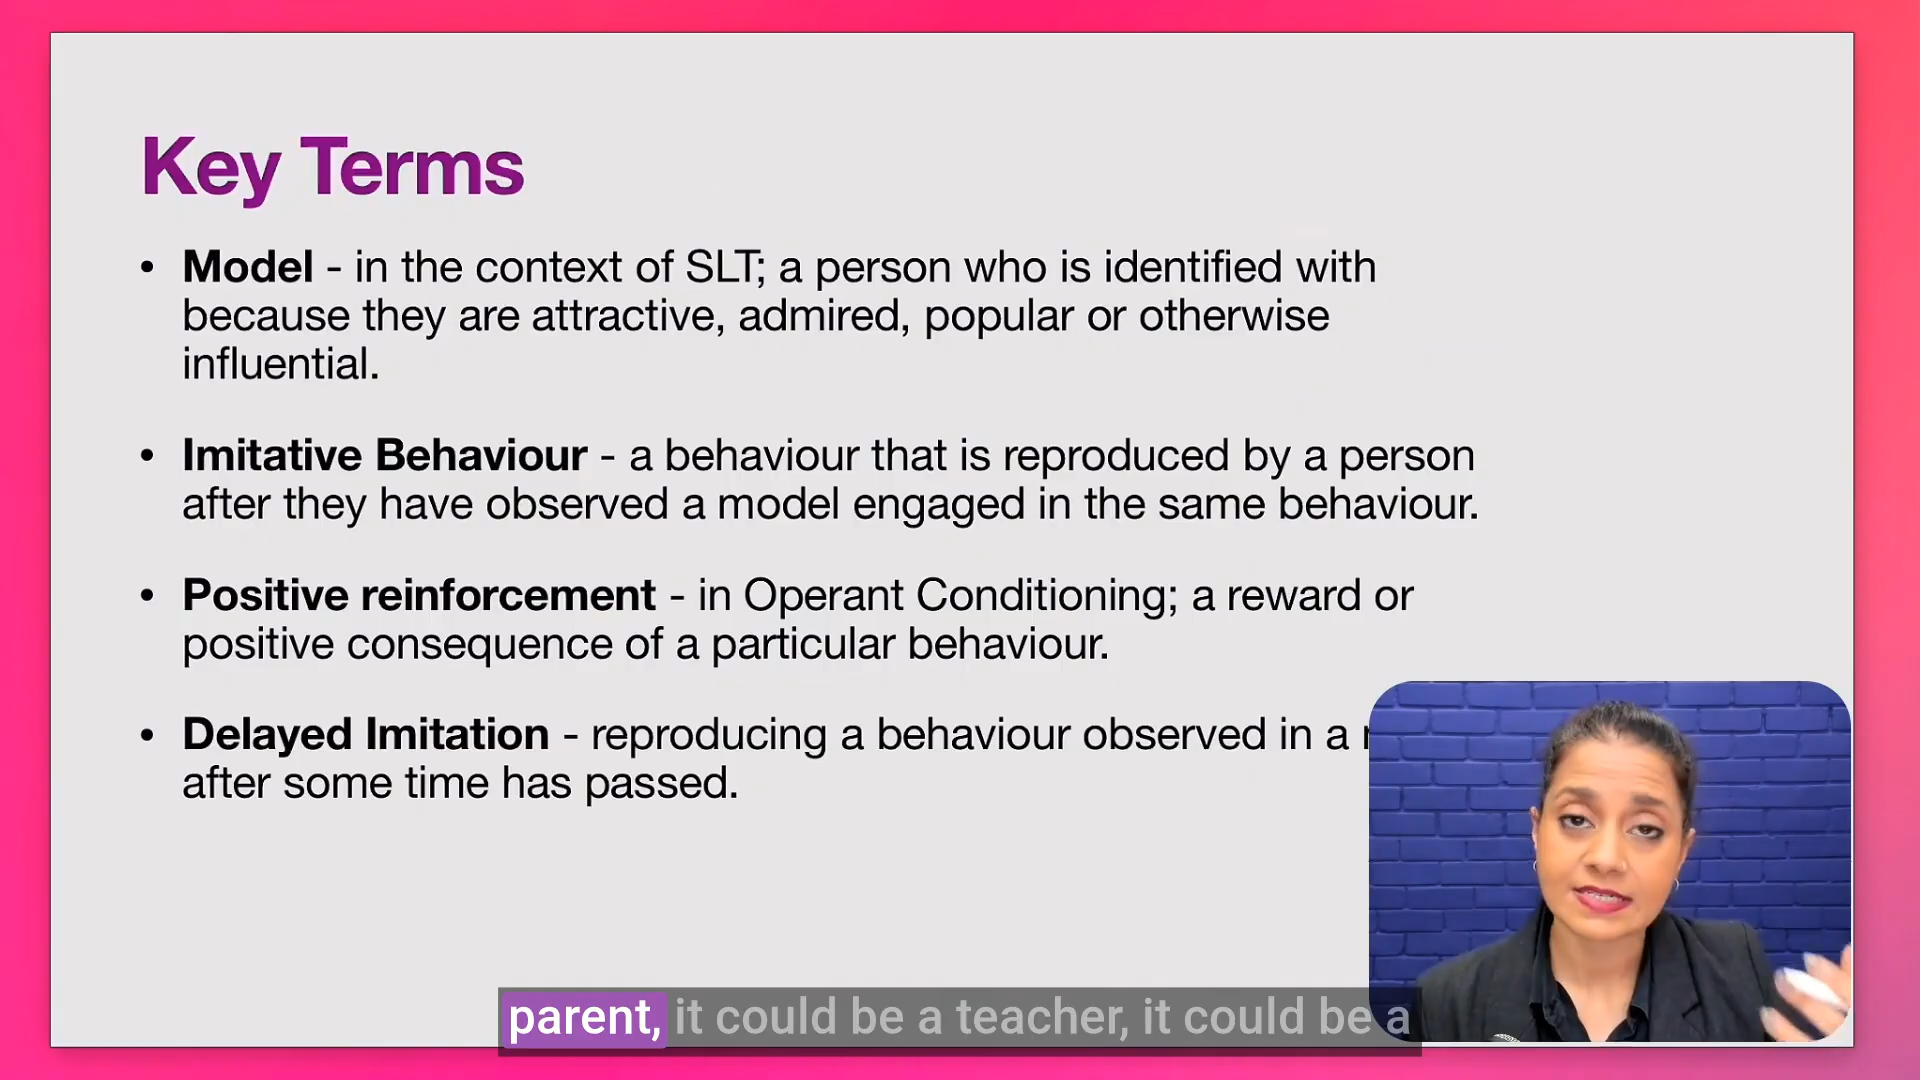 Key Terms
• Model - in the context of SLT; a person who is identified with
because they are attractive, admired, popular or otherwise
influential.
• Imitative Behaviour - a behaviour that is reproduced by a person
after they have observed a model engaged in the same behaviour.
• Positive reinforcement - in Operant Conditioning; a reward or
positive consequence of a particular behaviour.
• Delayed Imitation - reproducing a behaviour observed in a
after some time has passed.
parent, it could be a teacher, it could be a